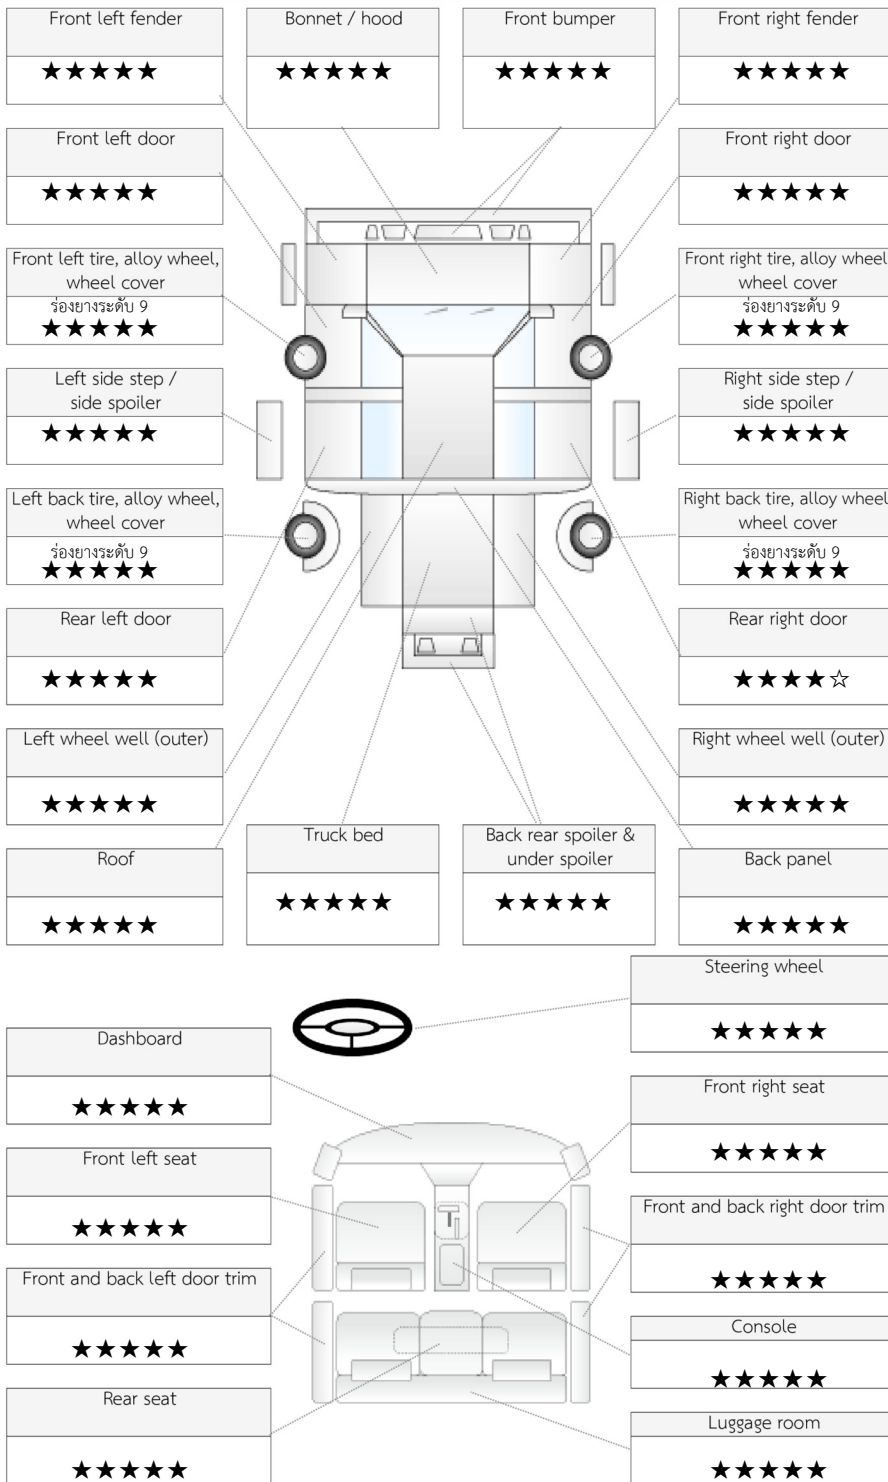 Front left fender
★★★★★
Bonnet / hood
★★★★★
Front bumper
★★★★★
Front right fender
★★★★★
Front left door
★★★★★
Front right door
★★★★★
Front left tire, alloy wheel,
wheel cover
ร่องยางระดับ 9
★★★★★
Front right tire, alloy wheel
wheel cover
ร่องยางระดับ 9
★★★★★
Left side step /
side spoiler
★★★★★
Right side step /
side spoiler
★★★★★
Left back tire, alloy wheel,
wheel cover
ร่องยางระดับ 9
★★★★★
Right back tire, alloy wheel
wheel cover
ร่องยางระดับ 9
★★★★★
Rear left door
★★★★★
Rear right door
★★★★☆
Left wheel well (outer)
★★★★★
Right wheel well (outer)
★★★★★
Roof
★★★★★
Truck bed
★★★★★
Back rear spoiler &
under spoiler
★★★★★
Back panel
★★★★★
Steering wheel
★★★★★
Dashboard
★★★★★
Front right seat
★★★★★
Front left seat
★★★★★
Front and back right door trim
★★★★★
Front and back left door trim
★★★★★
Console
★★★★★
Rear seat
★★★★★
Luggage room
★★★★★